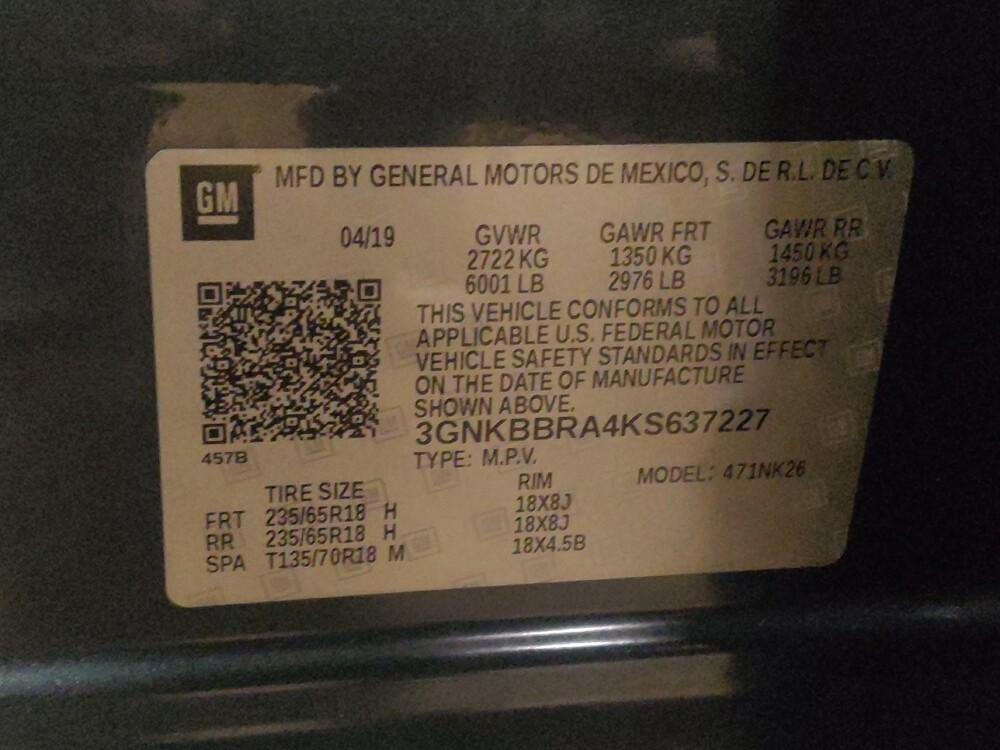 GM
MFD BY GENERAL MOTORS DE MEXICO, S. DE R.L. DE C.V.
04/19 GVWR GAWR FRT GAWR RR
2722 KG 1350 KG 1450 KG
6001 LB 2976 LB 3196 LB
THIS VEHICLE CONFORMS TO ALL
APPLICABLE U.S. FEDERAL MOTOR
VEHICLE SAFETY STANDARDS IN EFFECT
ON THE DATE OF MANUFACTURE
SHOWN ABOVE.
3GNKBBRA4KS637227
457B
TYPE: M.P.V. MODEL: 471NK26
TIRE SIZE RIM
FRT 235/65R18 H 18X8J
RR 235/65R18 H 18X8J
SPA T135/70R18 M 18X4.5B